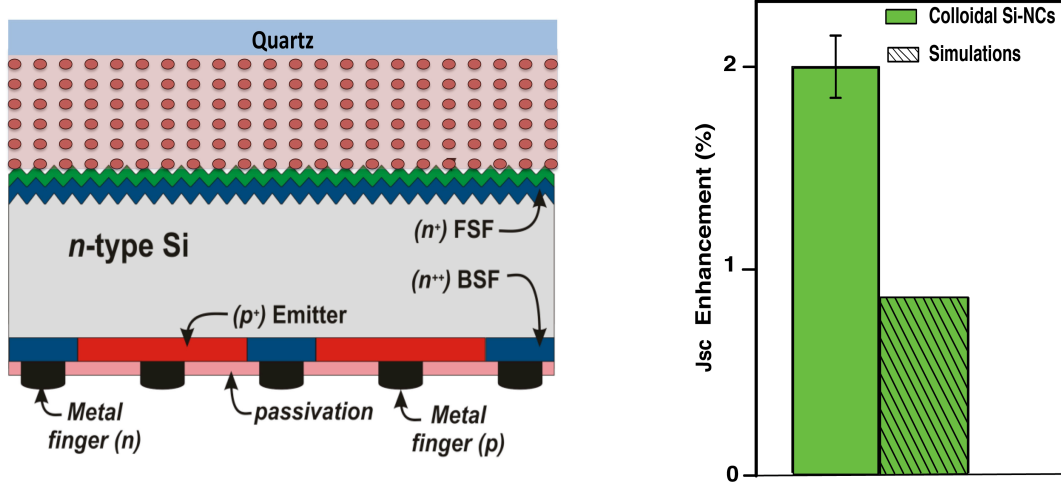 Quartz
n-type Si
(n+) FSF
(n++) BSF
(p+) Emitter
Metal
finger (n)
passivation
Metal
finger (p)
Colloidal Si-NCs
Simulations
Jsc Enhancement (%)
2
1
0